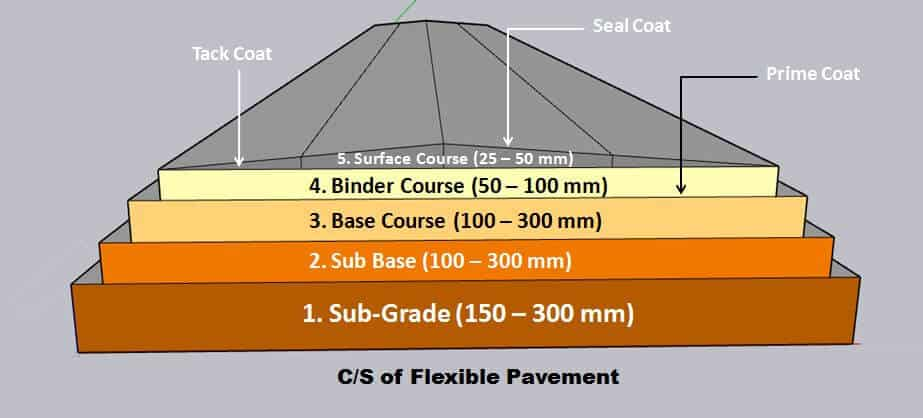 Seal Coat
Tack Coat
Prime Coat
5. Surface Course (25 – 50 mm)
4. Binder Course (50 – 100 mm)
3. Base Course (100 – 300 mm)
2. Sub Base (100 – 300 mm)
1. Sub-Grade (150 – 300 mm)
C/S of Flexible Pavement